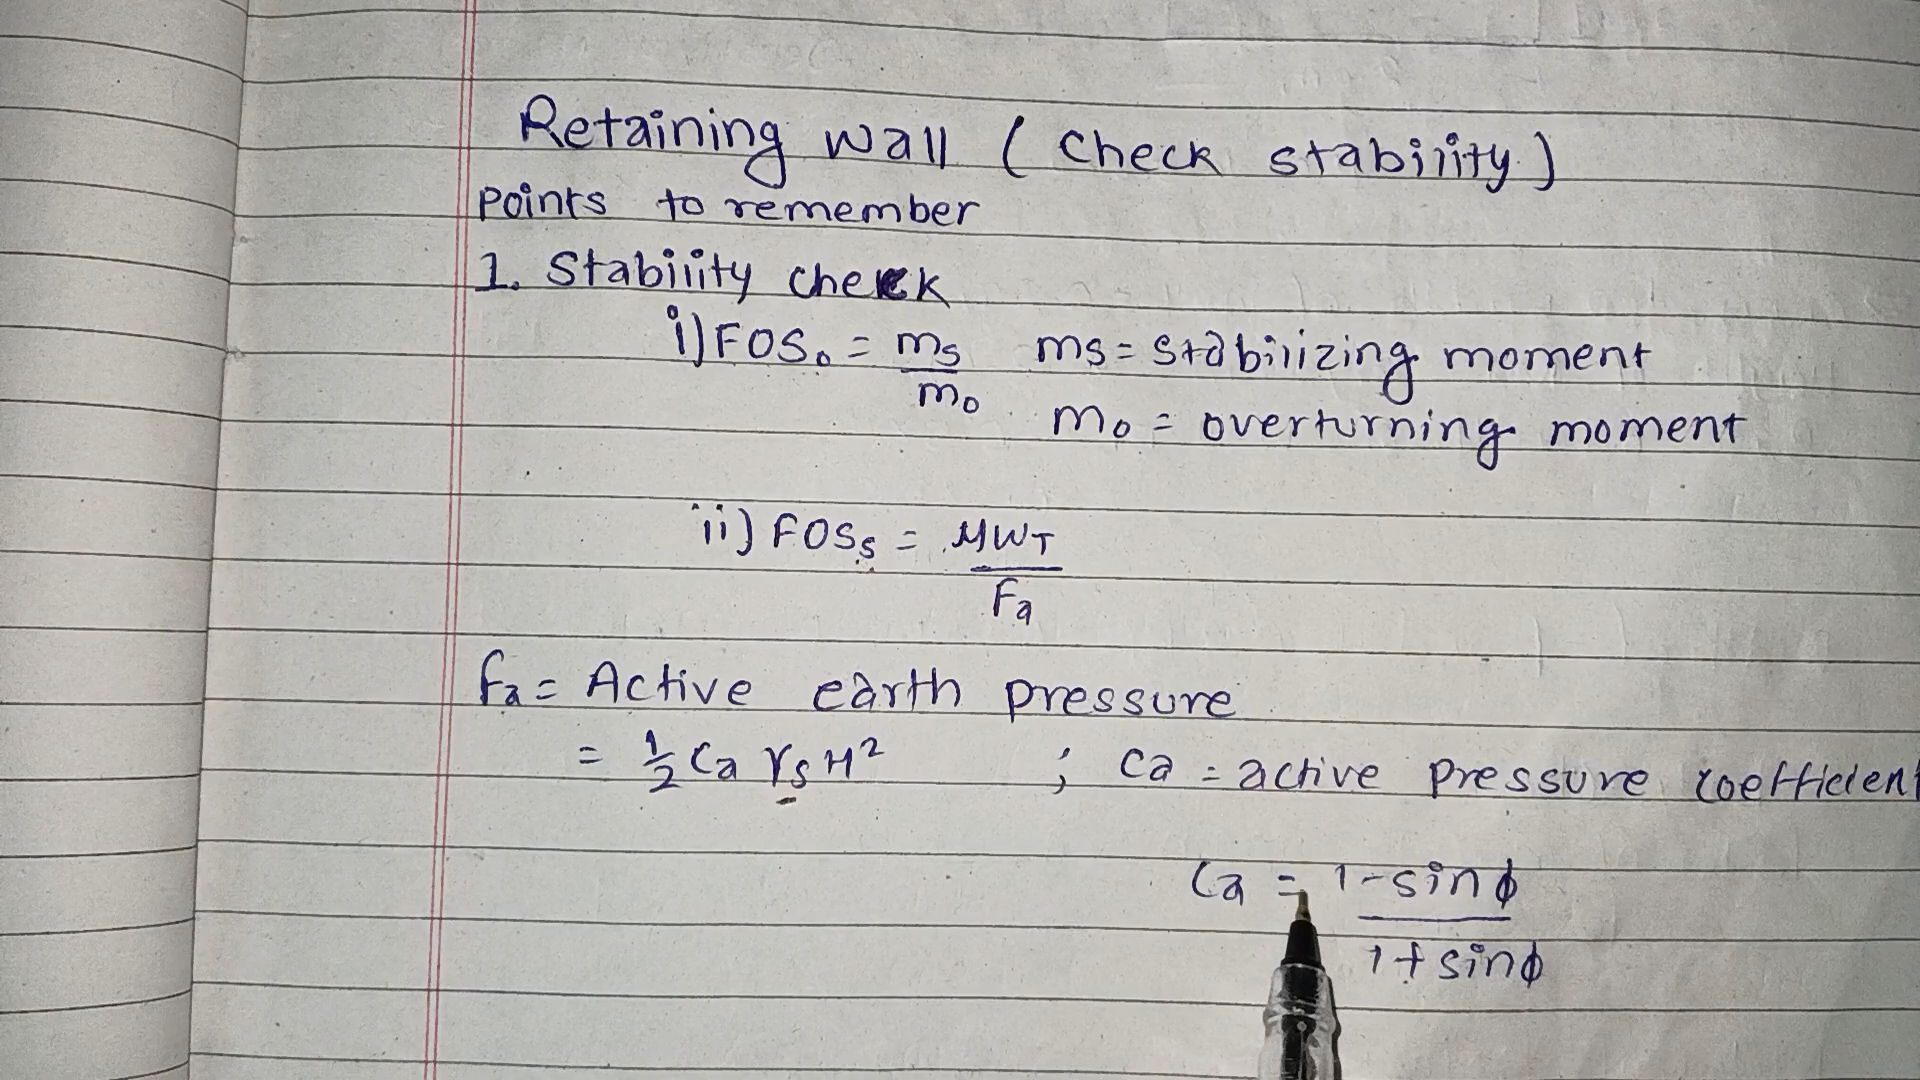 Retaining wall (check stability)
points to remember
1. Stability check
i) FOSo = ms/mo ms = stabilizing moment
mo = overturning moment
ii) FOSs = μWT/Fa
Fa = Active earth pressure
= 1/2 Ca γs H² ; Ca = active pressure coefficient
Ca = 1-sinϕ
1+sinϕ